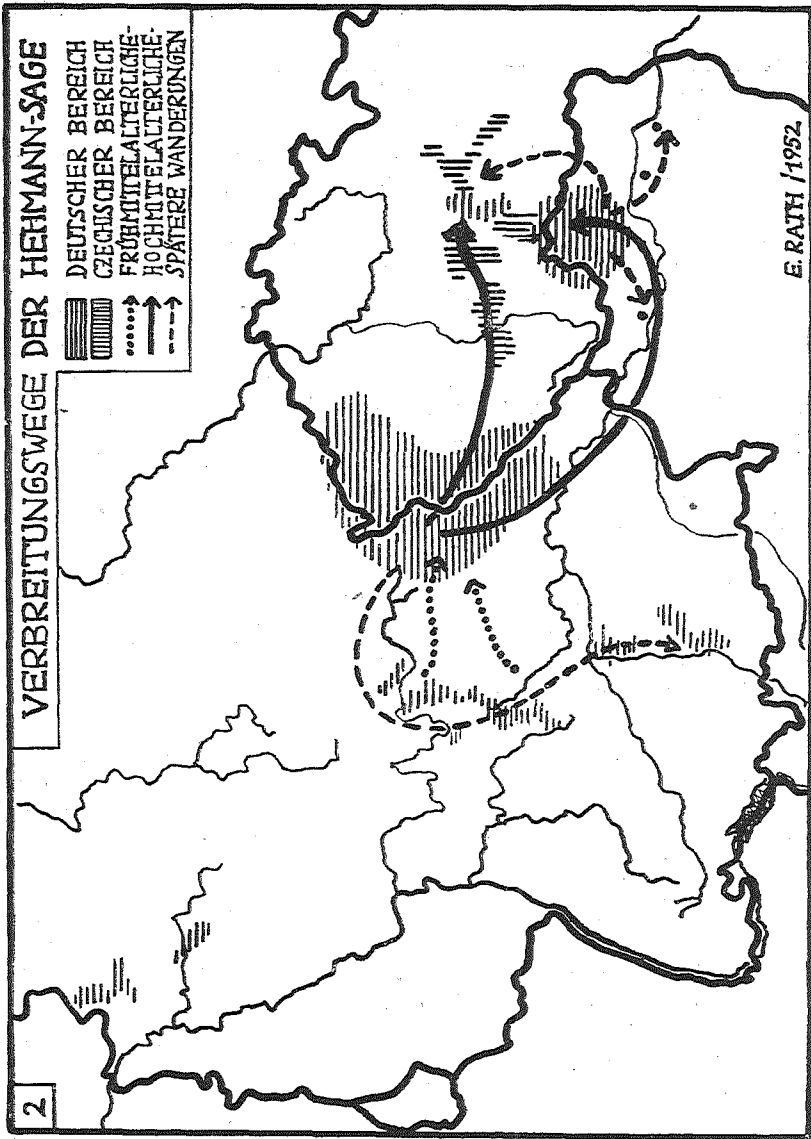 2
VERBREITUNGSWEGE DER HEHMANN-SAGE
DEUTSCHER BEREICH
CZECHISCHER BEREICH
FRÜHMITTELALTERLICHE-
HOCHMITTELALTERLICHE-
SPÄTERE WANDERUNGEN
E. RATH / 1952